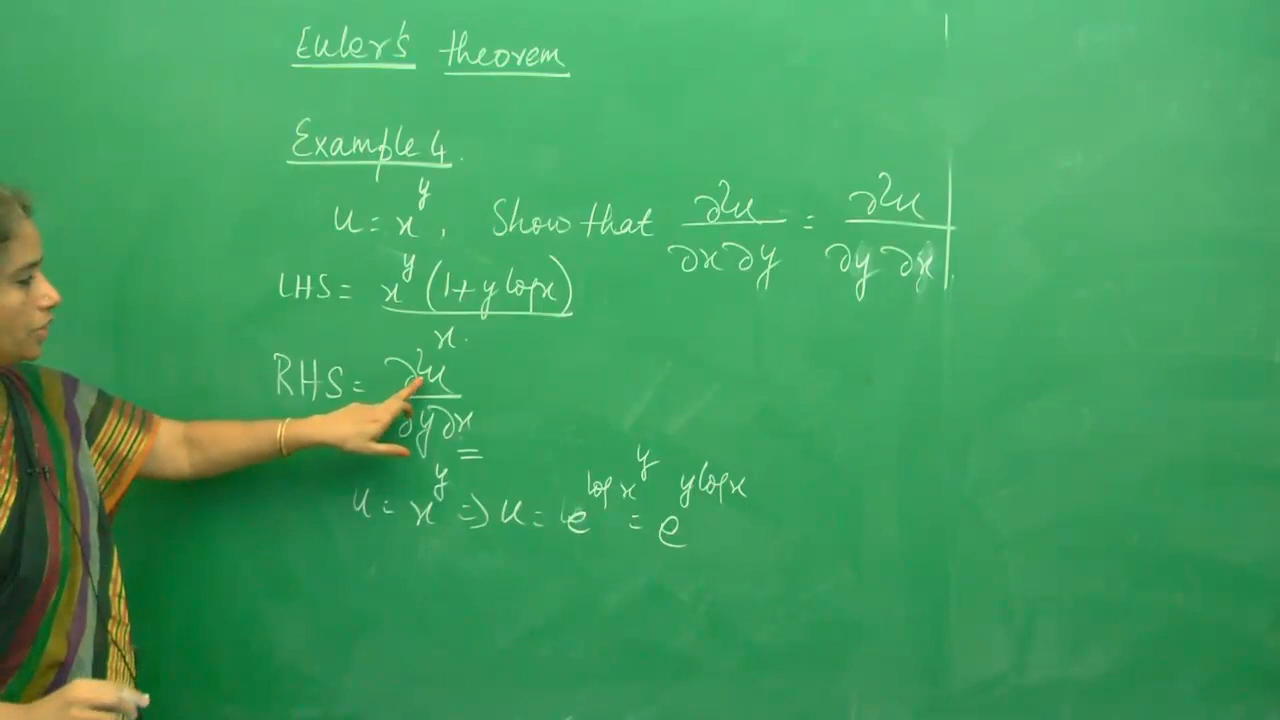 Euler's theorem
Example 4.
u = x^y, Show that ∂²u/∂x∂y = ∂²u/∂y∂x.
LHS = x^y (1 + y log x)/x.
RHS = ∂²u/∂y∂x
u = x^y ⇒ u = e^{log x^y} = e^{y log x}